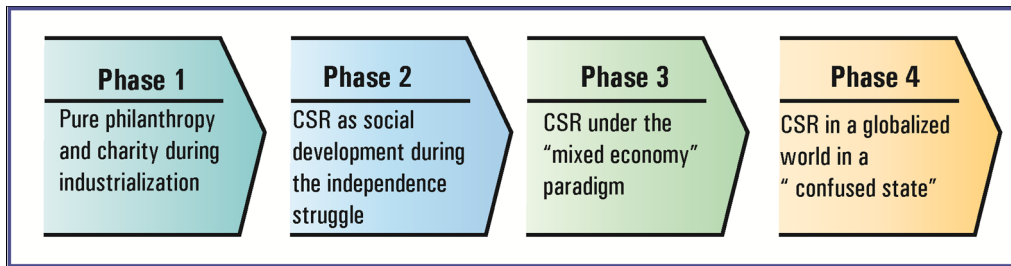 Phase 1
Pure philanthropy
and charity during
industrialization
Phase 2
CSR as social
development during
the independence
struggle
Phase 3
CSR under the
“mixed economy”
paradigm
Phase 4
CSR in a globalized
world in a
“ confused state”